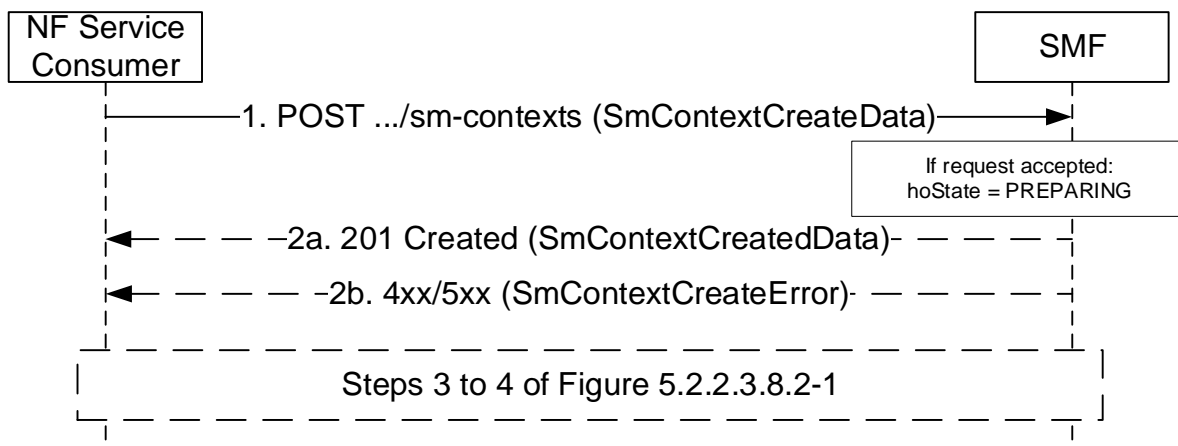 NF Service
Consumer
SMF
1. POST .../sm-contexts (SmContextCreateData)
If request accepted:
hoState = PREPARING
2a. 201 Created (SmContextCreatedData)
2b. 4xx/5xx (SmContextCreateError)
Steps 3 to 4 of Figure 5.2.2.3.8.2-1